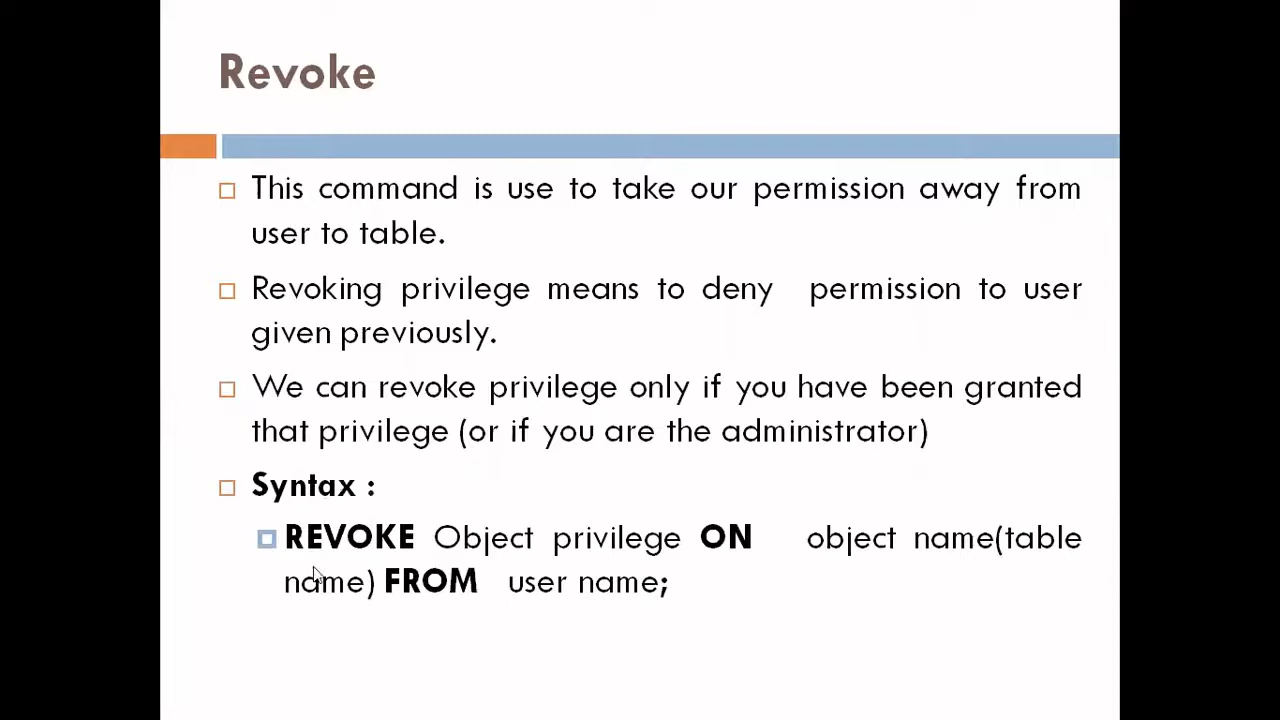 Revoke
This command is use to take our permission away from
user to table.
Revoking privilege means to deny permission to user
given previously.
We can revoke privilege only if you have been granted
that privilege (or if you are the administrator)
Syntax :
REVOKE Object privilege ON object name(table
name) FROM user name;